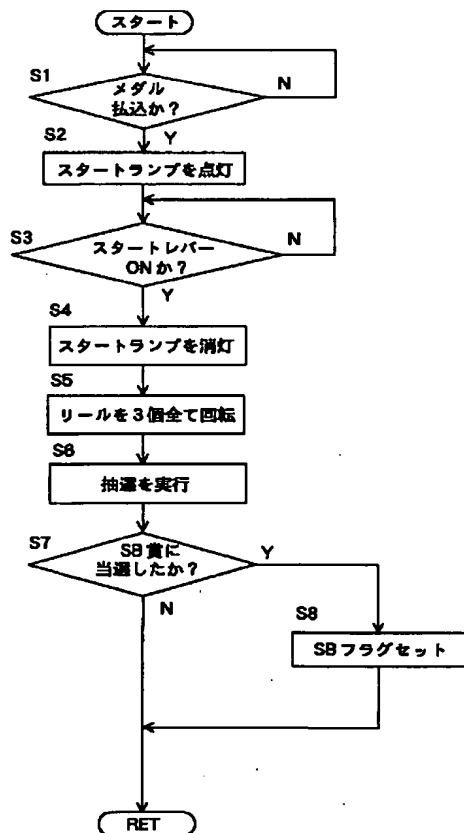 スタート
S1
メダル
払込か?
N
Y
S2
スタートランプを点灯
S3
スタートレバー
ONか?
N
Y
S4
スタートランプを消灯
S5
リールを3個全て回転
S6
抽選を実行
S7
SB賞に
当選したか?
Y
N
S8
SBフラグセット
RET